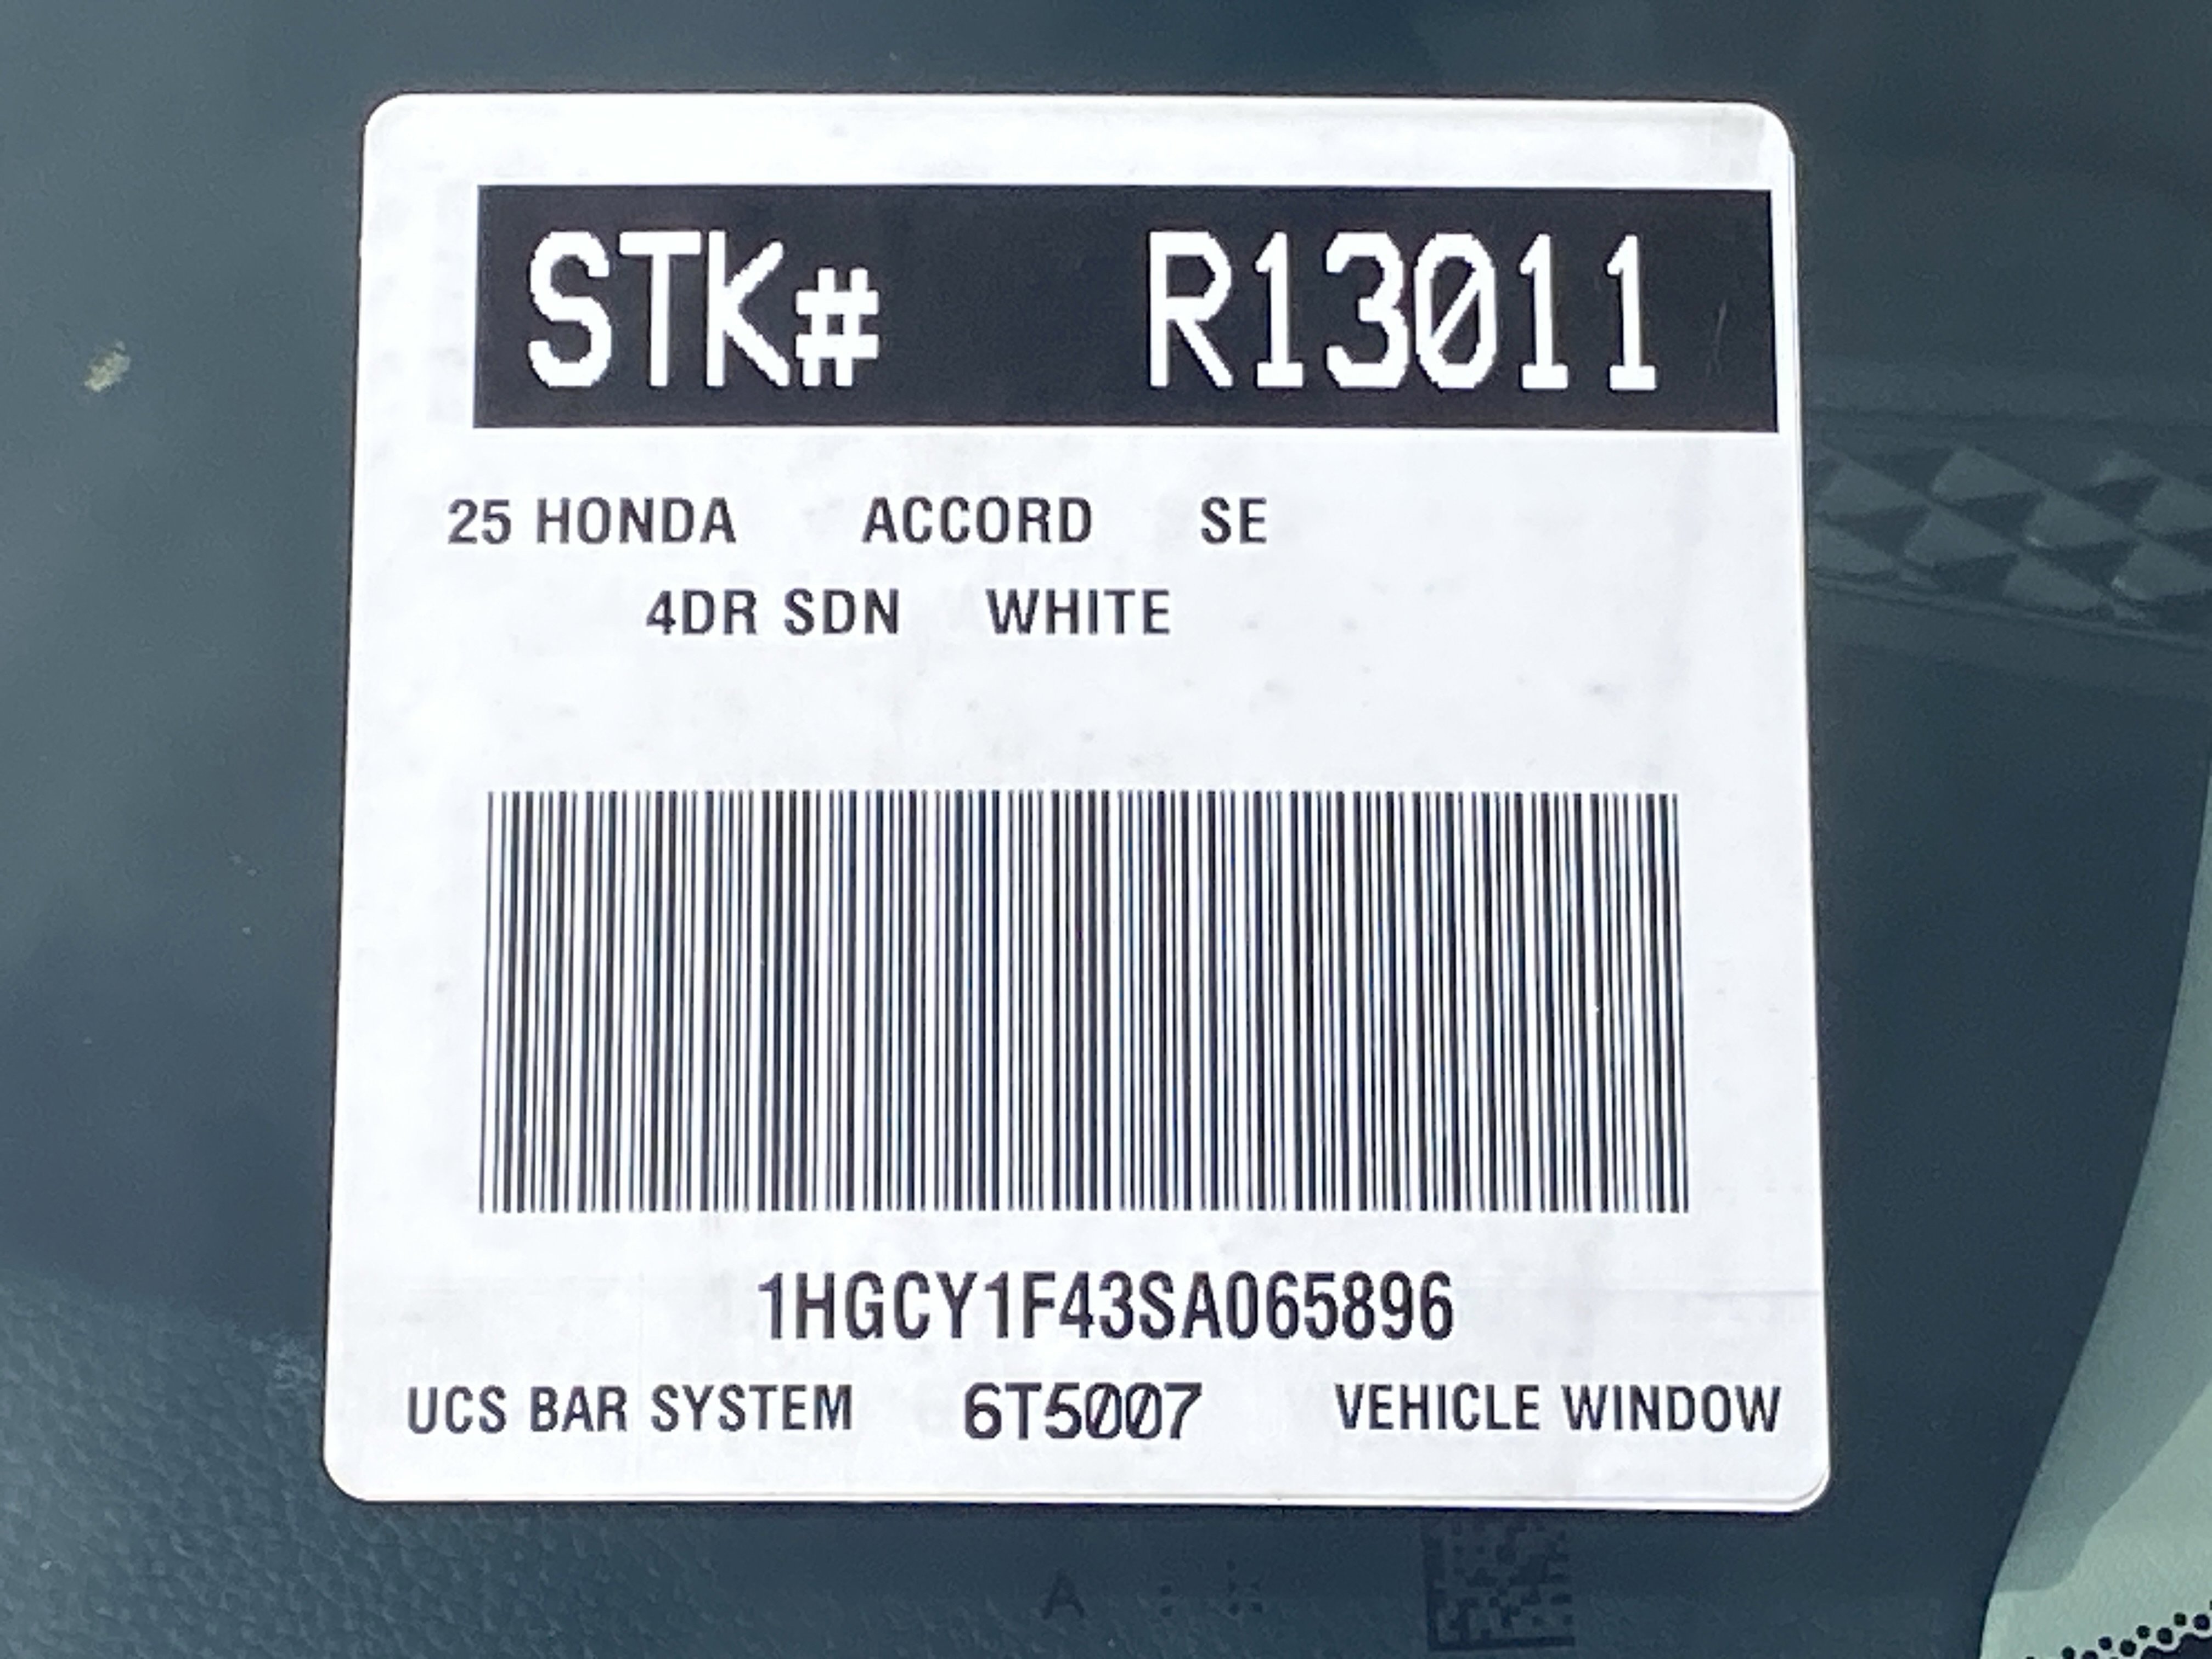 STK# R13011
25 HONDA ACCORD SE
4DR SDN WHITE
1HGCY1F43SA065896
UCS BAR SYSTEM 6T5007 VEHICLE WINDOW
A